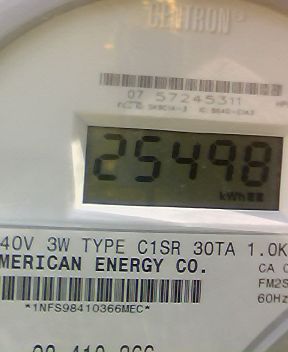 CENTRON®
07 57245311
25498
kWh
40V 3W TYPE C1SR 30TA 1.0K
MERICAN ENERGY CO.
CA 0
FM2S
60Hz
*1NFS98410366MEC*